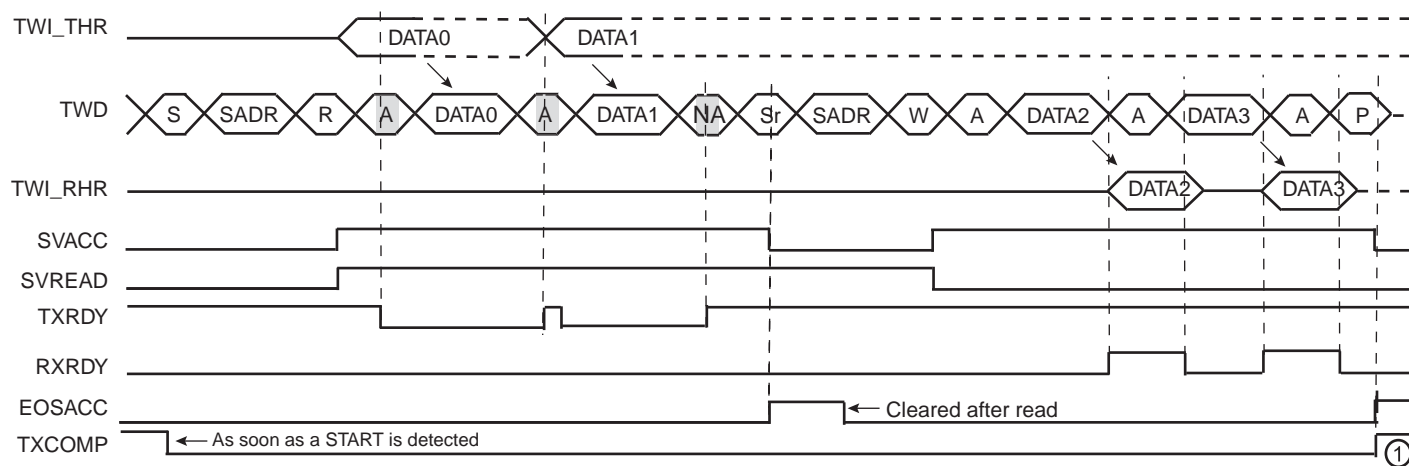 TWI_THR DATA0 DATA1
TWD S SADR R A DATA0 A DATA1 NA Sr SADR W A DATA2 A DATA3 A P
TWI_RHR DATA2 DATA3
SVACC
SVREAD
TXRDY
RXRDY
EOSACC Cleared after read
TXCOMP As soon as a START is detected 1